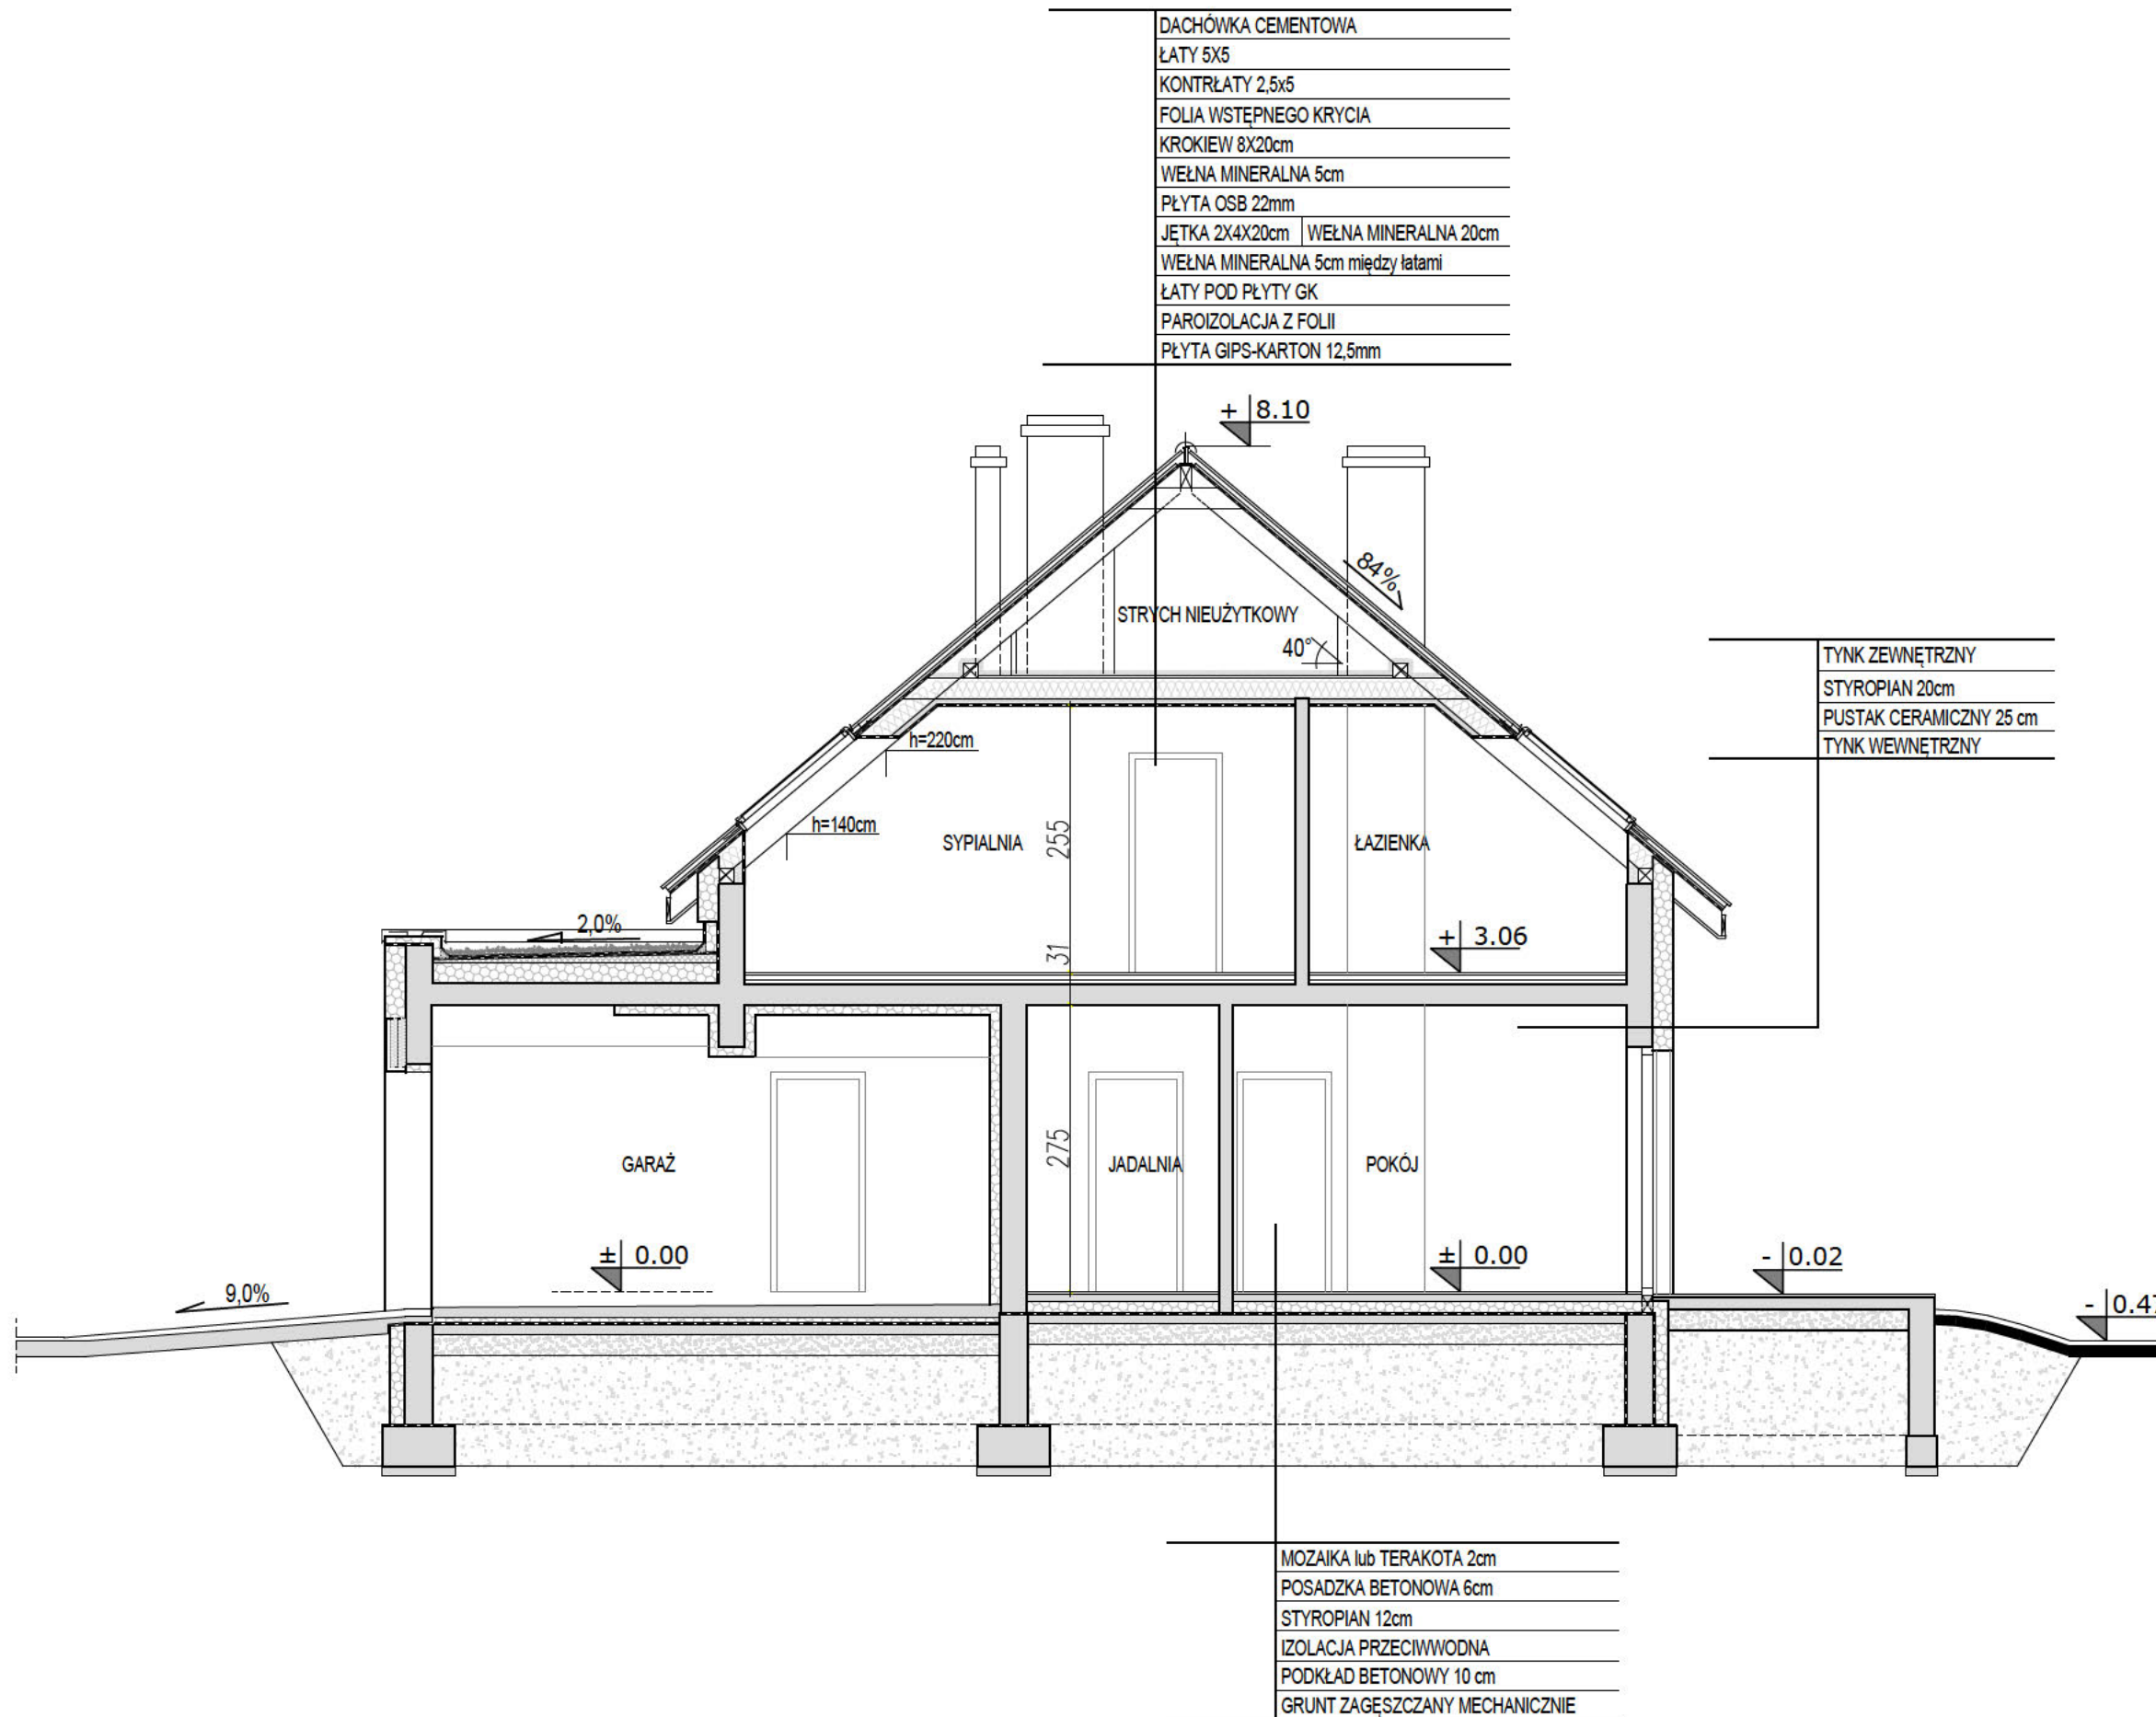 DACHÓWKA CEMENTOWA
ŁATY 5X5
KONTRŁATY 2,5x5
FOLIA WSTĘPNEGO KRYCIA
KROKIEW 8X20cm
WEŁNA MINERALNA 5cm
PŁYTA OSB 22mm
JĘTKA 2X4X20cm WEŁNA MINERALNA 20cm
WEŁNA MINERALNA 5cm między łatami
ŁATY POD PŁYTY GK
PAROIZOLACJA Z FOLII
PŁYTA GIPS-KARTON 12,5mm
+ 8.10
84%
STRYCH NIEUŻYTKOWY
40°
TYNK ZEWNĘTRZNY
STYROPIAN 20cm
PUSTAK CERAMICZNY 25 cm
TYNK WEWNĘTRZNY
h=220cm
h=140cm
SYPIALNIA
255
ŁAZIENKA
2,0%
31
+ 3.06
GARAŻ
275
JADALNIA
POKÓJ
± 0.00
± 0.00
- 0.02
9,0%
- 0.47
MOZAIKA lub TERAKOTA 2cm
POSADZKA BETONOWA 6cm
STYROPIAN 12cm
IZOLACJA PRZECIWWODNA
PODKŁAD BETONOWY 10 cm
GRUNT ZAGĘSZCZANY MECHANICZNIE